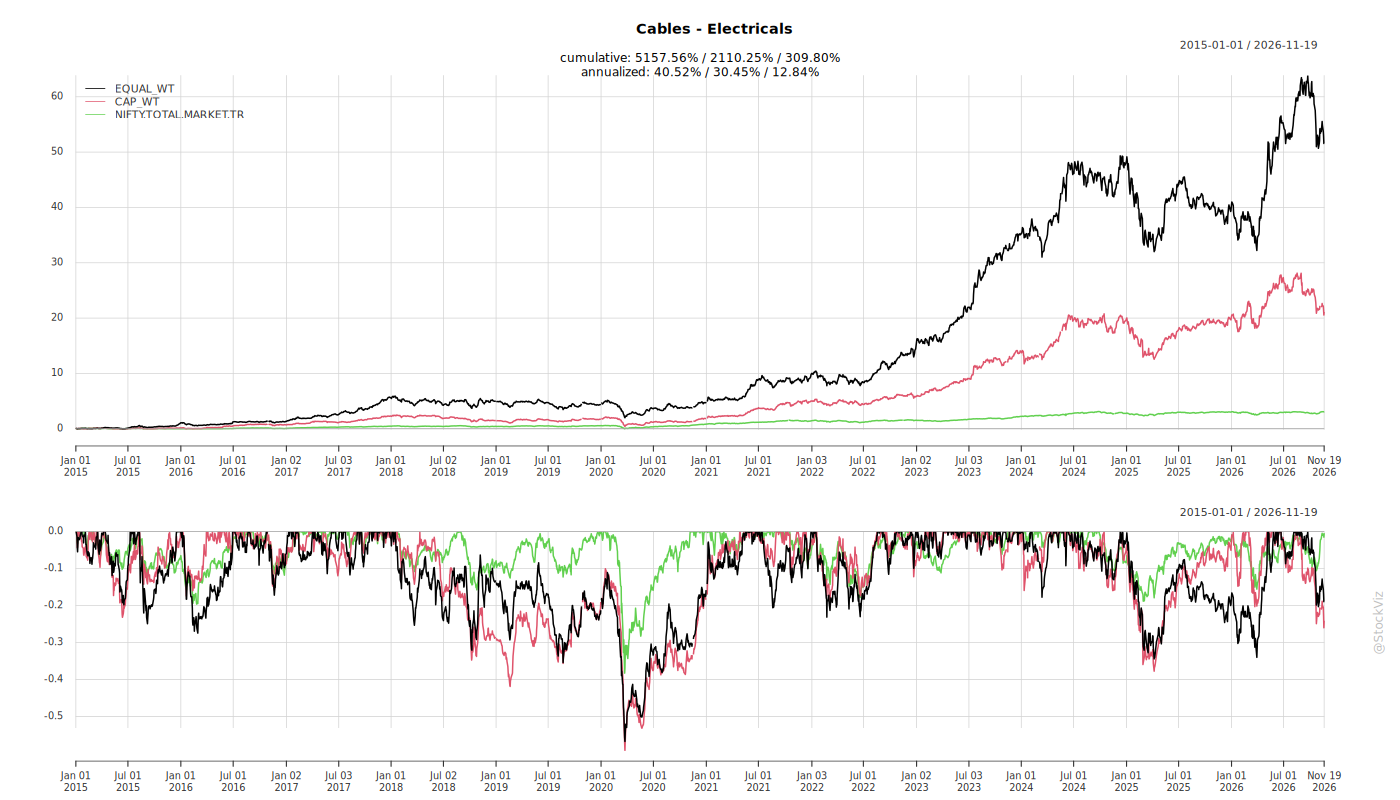 Cables - Electricals
2015-01-01 / 2026-11-19
cumulative: 5157.56% / 2110.25% / 309.80%
annualized: 40.52% / 30.45% / 12.84%
EQUAL_WT
CAP_WT
NIFTY.TOTAL.MARKET.TR
60
50
40
30
20
10
0
Jan 01 Jul 01 Jan 01 Jul 01 Jan 02 Jul 03 Jan 01 Jul 02 Jan 01 Jul 01 Jan 01 Jul 01 Jan 01 Jul 01 Jan 03 Jul 01 Jan 02 Jul 03 Jan 01 Jul 01 Jan 01 Jul 01 Jan 01 Jul 01 Nov 19
2015 2015 2016 2016 2017 2017 2018 2018 2019 2019 2020 2020 2021 2021 2022 2022 2023 2023 2024 2024 2025 2025 2026 2026 2026
2015-01-01 / 2026-11-19
0.0
-0.1
-0.2
-0.3
-0.4
-0.5
@StockViz
Jan 01 Jul 01 Jan 01 Jul 01 Jan 02 Jul 03 Jan 01 Jul 02 Jan 01 Jul 01 Jan 01 Jul 01 Jan 01 Jul 01 Jan 03 Jul 01 Jan 02 Jul 03 Jan 01 Jul 01 Jan 01 Jul 01 Jan 01 Jul 01 Nov 19
2015 2015 2016 2016 2017 2017 2018 2018 2019 2019 2020 2020 2021 2021 2022 2022 2023 2023 2024 2024 2025 2025 2026 2026 2026